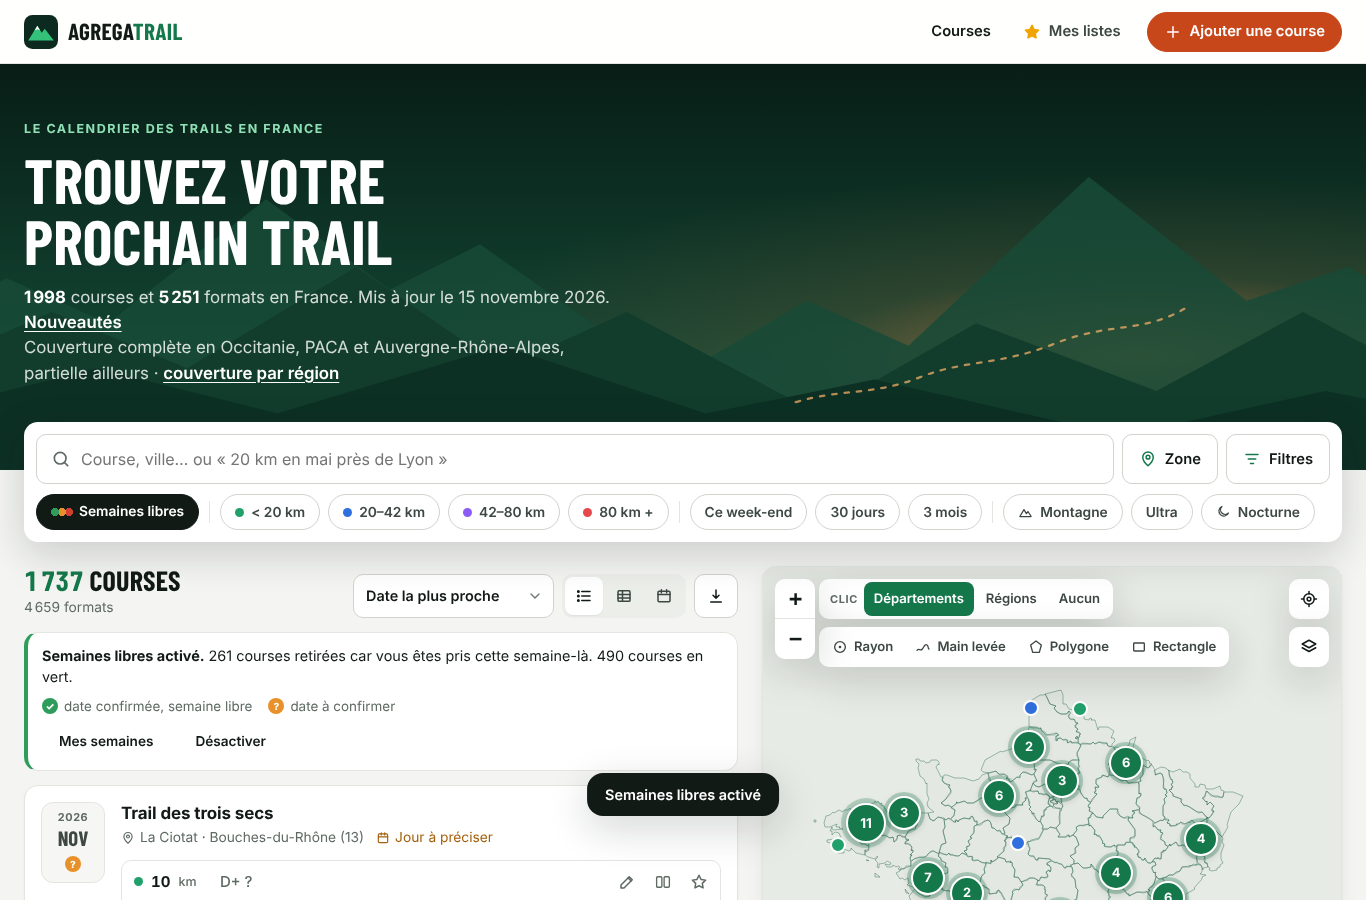 AGREGATRAIL
Courses
Mes listes
Ajouter une course
LE CALENDRIER DES TRAILS EN FRANCE
TROUVEZ VOTRE
PROCHAIN TRAIL
1 998 courses et 5 251 formats en France. Mis à jour le 15 novembre 2026.
Nouveautés
Couverture complète en Occitanie, PACA et Auvergne-Rhône-Alpes,
partielle ailleurs · couverture par région
Course, ville... ou « 20 km en mai près de Lyon »
Zone
Filtres
Semaines libres
< 20 km
20–42 km
42–80 km
80 km +
Ce week-end
30 jours
3 mois
Montagne
Ultra
Nocturne
1 737 COURSES
4 659 formats
Date la plus proche
Semaines libres activé. 261 courses retirées car vous êtes pris cette semaine-là. 490 courses en
vert.
date confirmée, semaine libre
? date à confirmer
Mes semaines
Désactiver
Semaines libres activé
2026
NOV
?
Trail des trois secs
La Ciotat · Bouches-du-Rhône (13)
Jour à préciser
10 km
D+ ?
+
−
CLIC
Départements
Régions
Aucun
Rayon
Main levée
Polygone
Rectangle
2
6
3
6
3
11
4
4
7
2
6